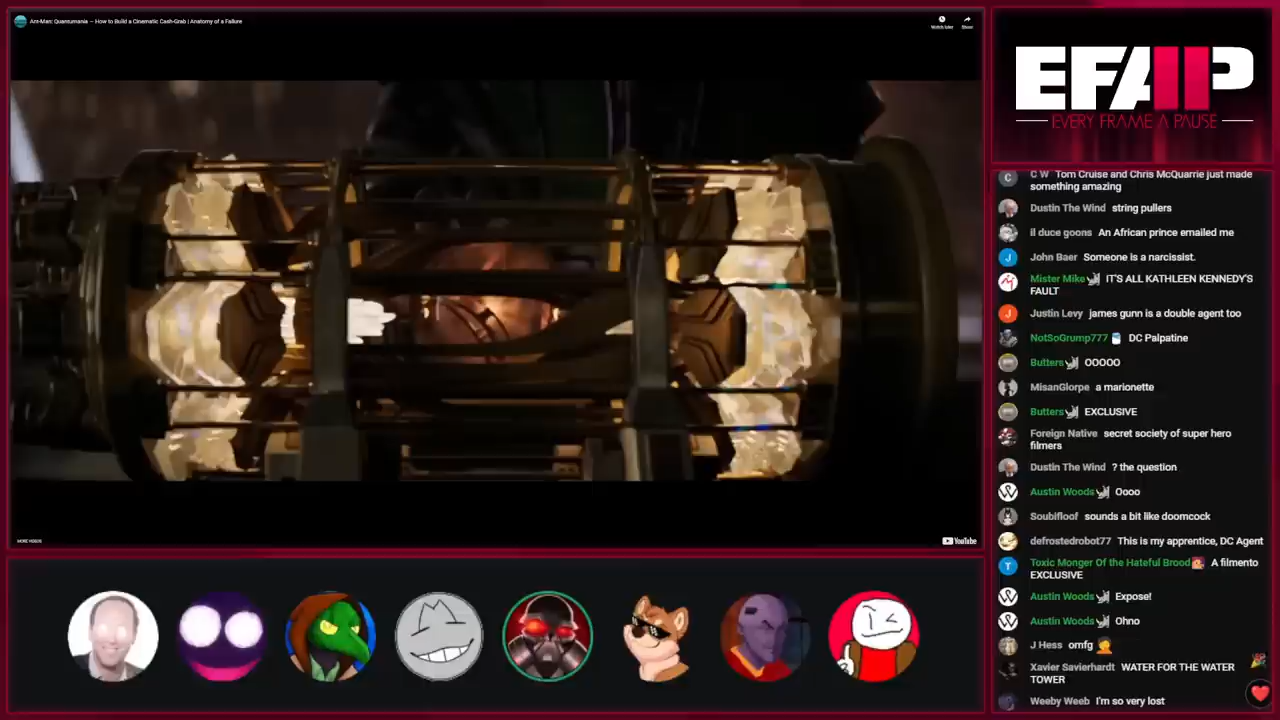 Ant-Man: Quantumania – How to Build a Cinematic Cash-Grab | Anatomy of a Failure
Watch later
Share
MORE VIDEOS
YouTube
EFAP
EVERY FRAME A PAUSE
C
C W Tom Cruise and Chris McQuarrie just made
something amazing
Dustin The Wind string pullers
il duce goons An African prince emailed me
J
John Baer Someone is a narcissist.
Mister Mike IT'S ALL KATHLEEN KENNEDY'S
FAULT
J
Justin Levy james gunn is a double agent too
NotSoGrump777 DC Palpatine
Butters OOOOO
MisanGlorpe a marionette
Butters EXCLUSIVE
Foreign Native secret society of super hero
filmers
Dustin The Wind ? the question
Austin Woods Oooo
Soubifloof sounds a bit like doomcock
defrostedrobot77 This is my apprentice, DC Agent
T
Toxic Monger Of the Hateful Brood A filmento
EXCLUSIVE
Austin Woods Expose!
Austin Woods Ohno
J Hess omfg
Xavier Savierhardt WATER FOR THE WATER
TOWER
Weeby Weeb I'm so very lost